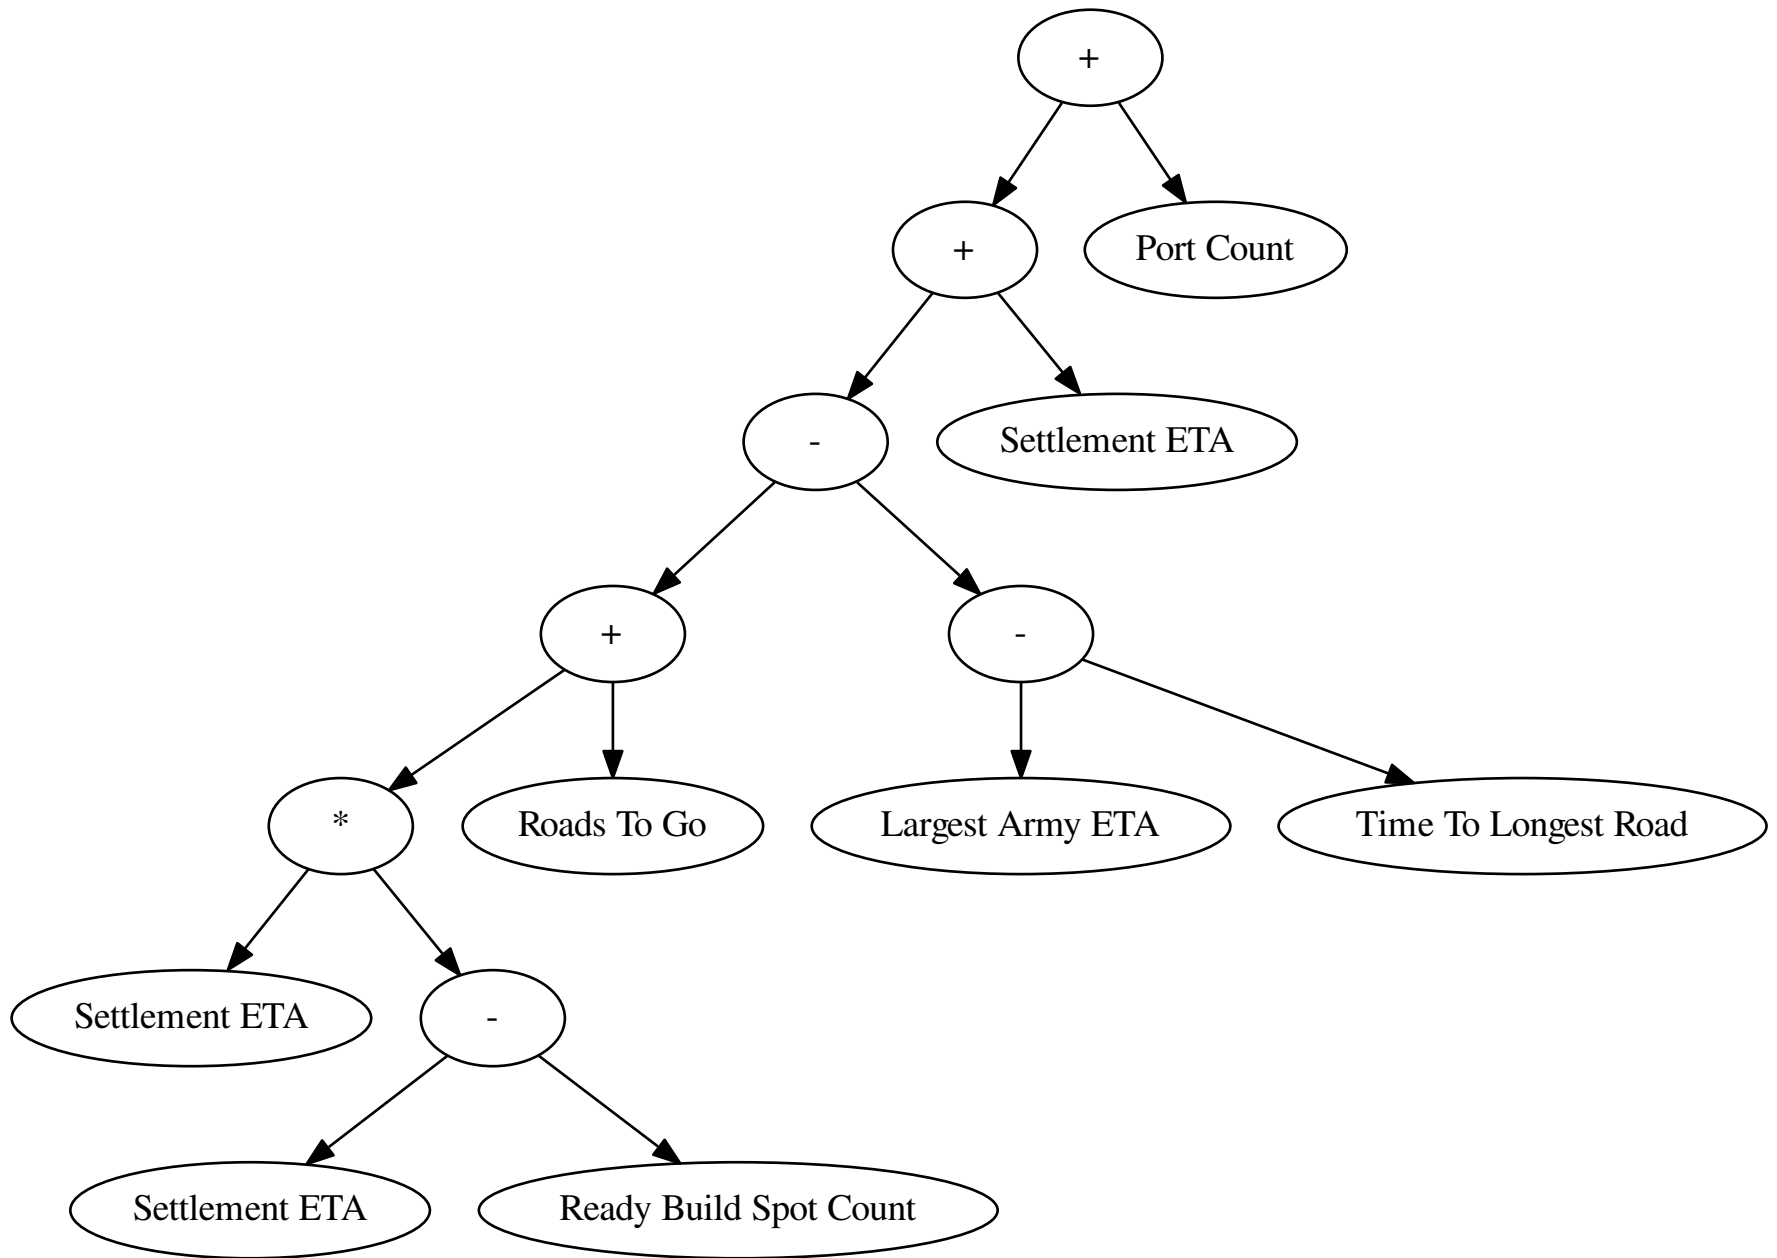 +
+
Port Count
-
Settlement ETA
+
-
*
Roads To Go
Largest Army ETA
Time To Longest Road
Settlement ETA
-
Settlement ETA
Ready Build Spot Count